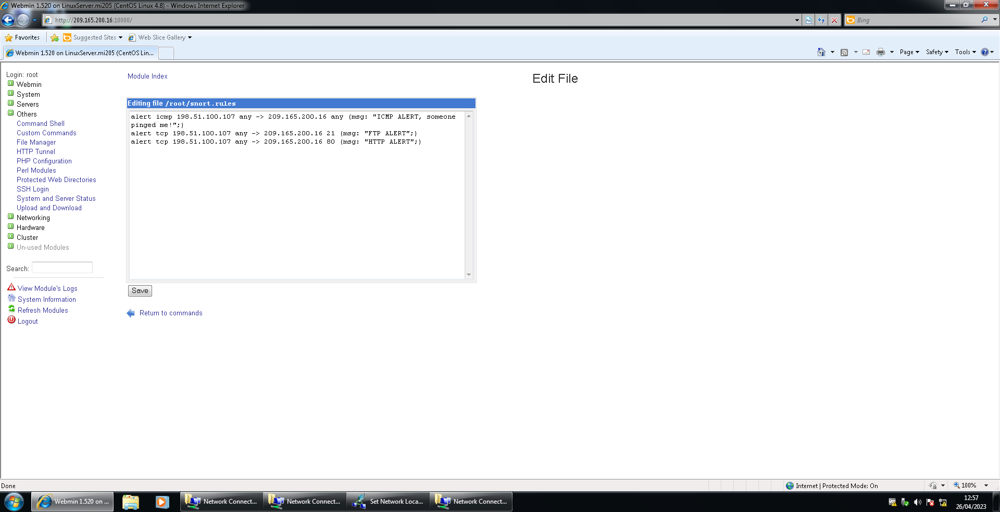 Webmin 1.520 on LinuxServer.mi205 (CentOS Linux 4.8) - Windows Internet Explorer
http://209.165.200.16:10000/
Bing
Favorites
Suggested Sites
Web Slice Gallery
Webmin 1.520 on LinuxServer.mi205 (CentOS Lin...
Page
Safety
Tools
Login: root
Webmin
System
Servers
Others
Command Shell
Custom Commands
File Manager
HTTP Tunnel
PHP Configuration
Perl Modules
Protected Web Directories
SSH Login
System and Server Status
Upload and Download
Networking
Hardware
Cluster
Un-used Modules
Search:
View Module's Logs
System Information
Refresh Modules
Logout
Module Index
Edit File
Editing file /root/snort.rules
alert icmp 198.51.100.107 any -> 209.165.200.16 any (msg: "ICMP ALERT, someone
pinged me!";)
alert tcp 198.51.100.107 any -> 209.165.200.16 21 (msg: "FTP ALERT";)
alert tcp 198.51.100.107 any -> 209.165.200.16 80 (msg: "HTTP ALERT";)
Save
Return to commands
Done
Internet | Protected Mode: On
100%
Webmin 1.520 on ...
Network Connect...
Network Connect...
Set Network Loca...
Network Connect...
12:57
26/04/2023